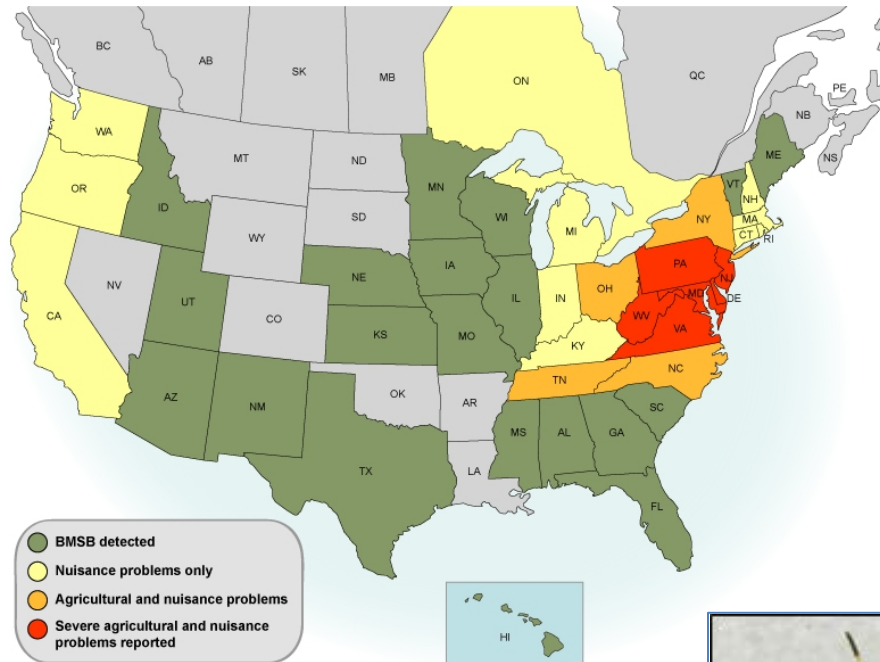 BC
AB
SK
MB
ON
QC
PE
NB
NS
WA
MT
ND
MN
ME
VT
NH
OR
ID
SD
WI
MI
NY
MA
CT
RI
WY
IA
PA
NJ
NV
NE
IL
IN
OH
MD
DE
UT
CO
WV
CA
KS
MO
KY
VA
TN
NC
AZ
NM
OK
AR
SC
MS
AL
GA
TX
LA
FL
BMSB detected
Nuisance problems only
Agricultural and nuisance problems
Severe agricultural and nuisance
problems reported
HI